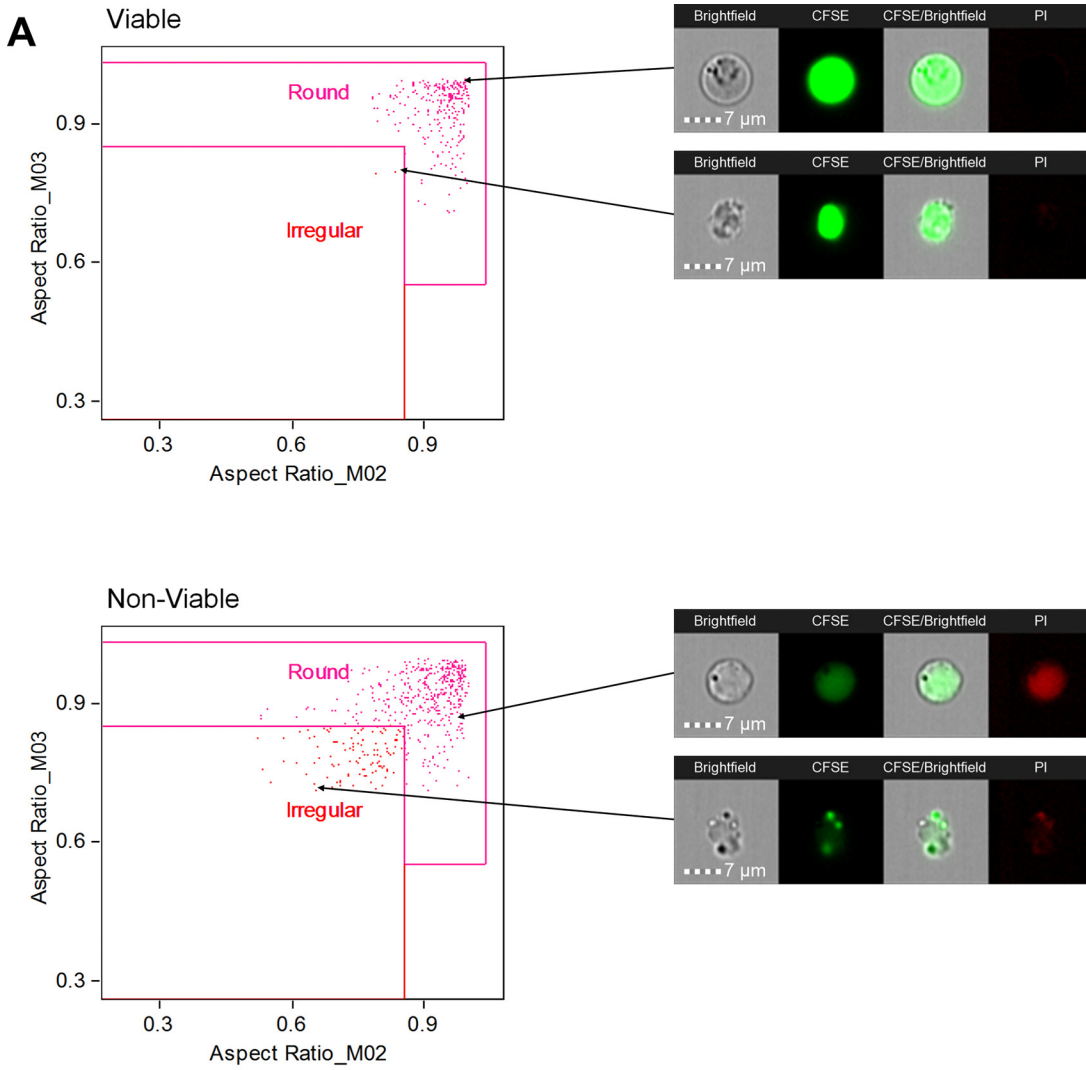 A
Viable
Round
Irregular
0.9
0.6
0.3
0.3 0.6 0.9
Aspect Ratio_M03
Aspect Ratio_M02
Brightfield CFSE CFSE/Brightfield PI
7 µm
Brightfield CFSE CFSE/Brightfield PI
7 µm
Non-Viable
Round
Irregular
0.9
0.6
0.3
0.3 0.6 0.9
Aspect Ratio_M03
Aspect Ratio_M02
Brightfield CFSE CFSE/Brightfield PI
7 µm
Brightfield CFSE CFSE/Brightfield PI
7 µm